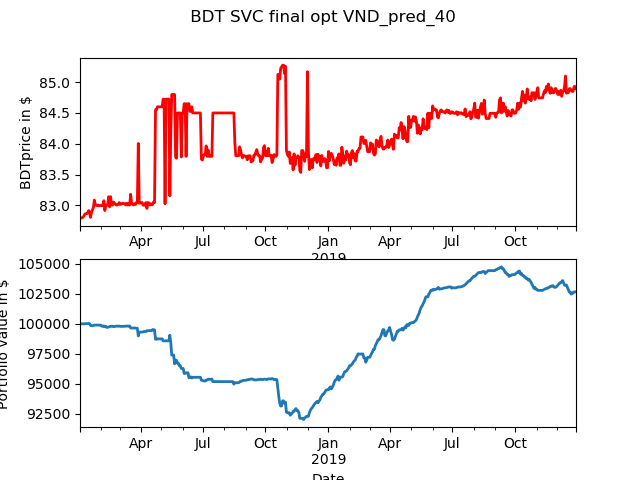 BDT SVC final opt VND_pred_40
BDTprice in $
85.0
84.5
84.0
83.5
83.0
Apr
Jul
Oct
Jan
Apr
Jul
Oct
2019
Portfolio Value in $
105000
102500
100000
97500
95000
92500
Apr
Jul
Oct
Jan
Apr
Jul
Oct
2019
Date